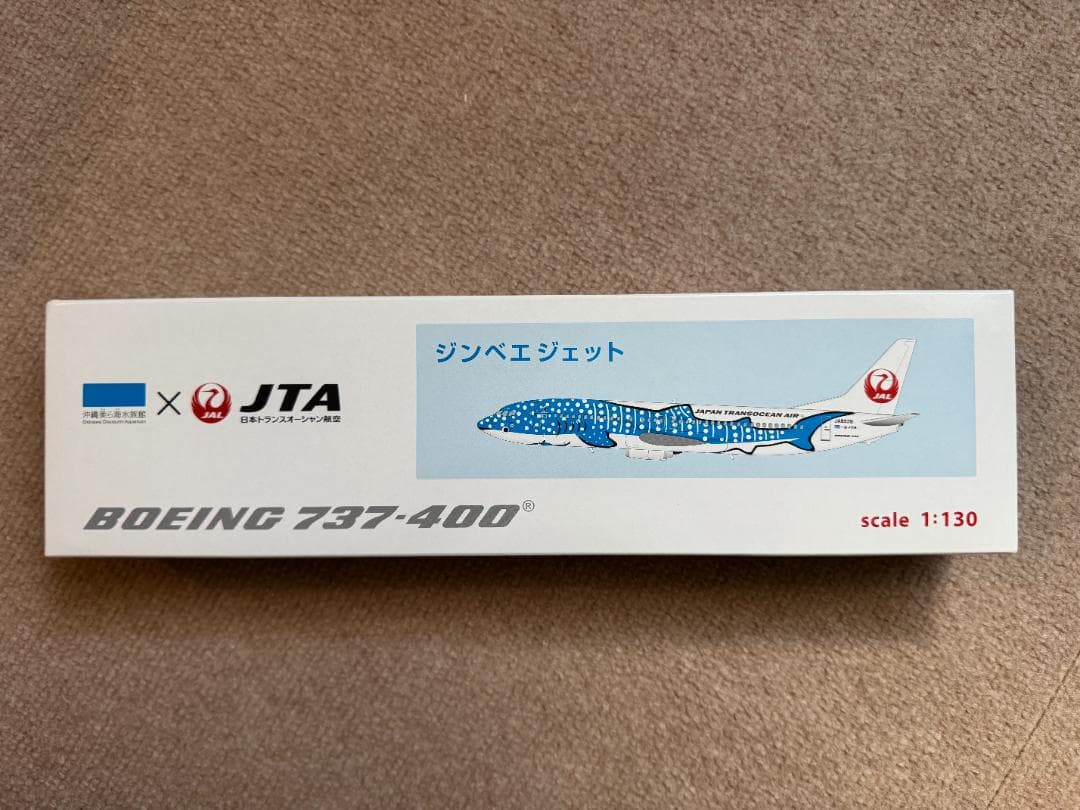 ジンベエ ジェット
沖縄美ら海水族館
Okinawa Churaumi Aquarium
×
JAL
JTA
日本トランスオーシャン航空
JAPAN TRANSOCEAN AIR
JAL
BOEING 737-400®
scale 1:130